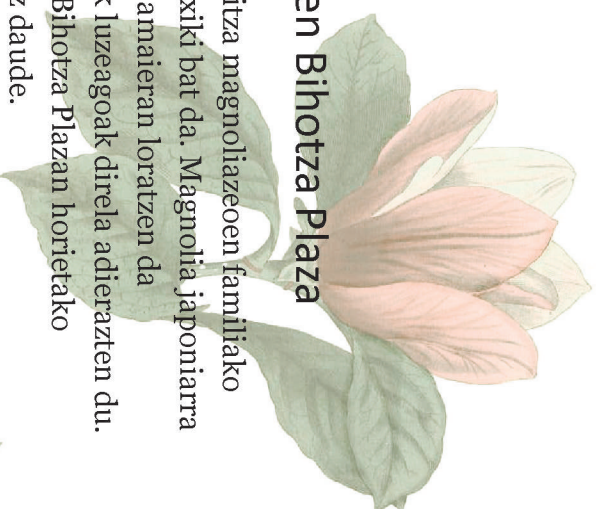 en Bihotza Plaza
itza magnoliazeoen familiako
xiki bat da. Magnolia japoniarra
amaieran loratzen da
k luzeagoak direla adierazten du.
Bihotza Plazan horietako
z daude.